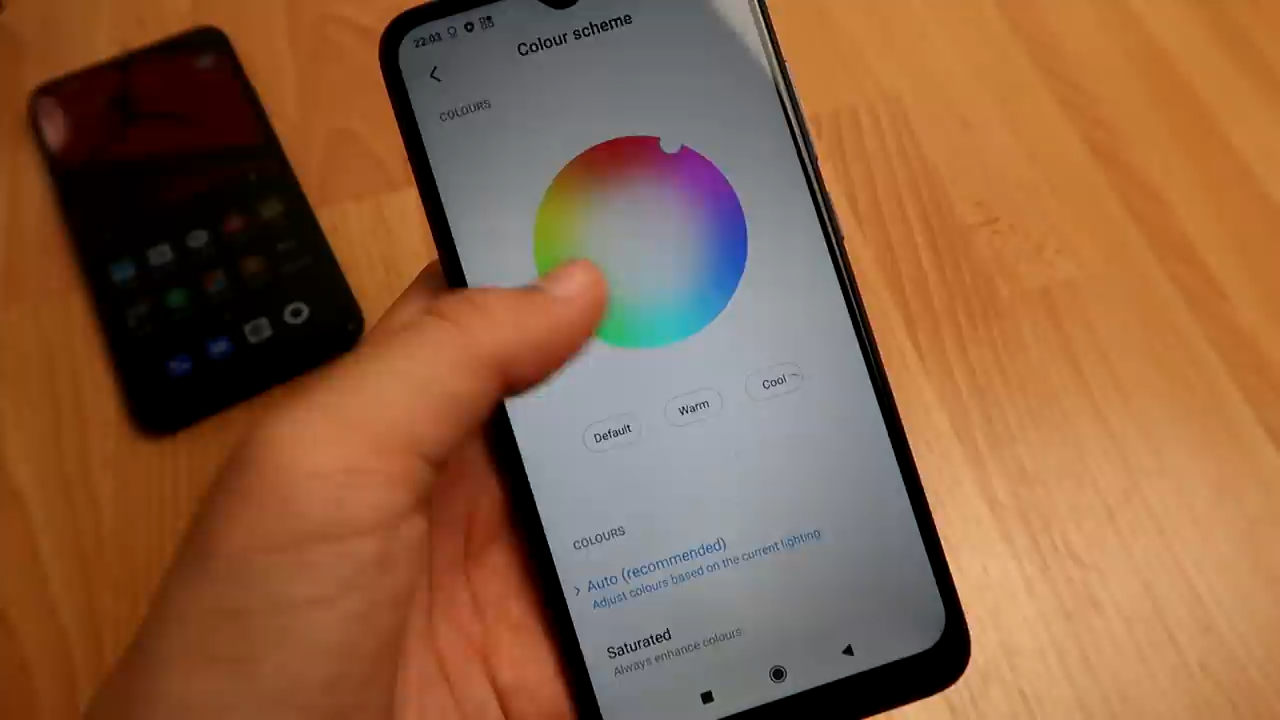 22:03
Colour scheme
COLOURS
Default
Warm
Cool
COLOURS
Auto (recommended)
Adjust colours based on the current lighting
Saturated
Always enhance colours